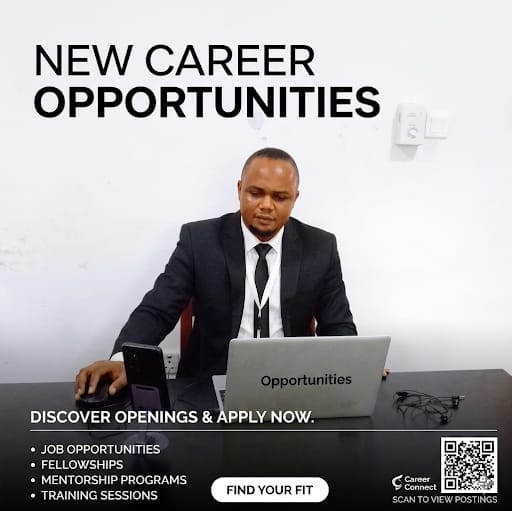 NEW CAREER
OPPORTUNITIES
Opportunities
DISCOVER OPENINGS & APPLY NOW.
• JOB OPPORTUNITIES
• FELLOWSHIPS
• MENTORSHIP PROGRAMS
• TRAINING SESSIONS
FIND YOUR FIT
Career
Connect
SCAN TO VIEW POSTINGS